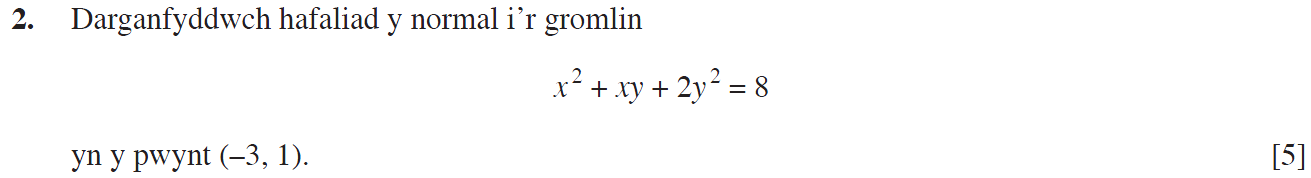 2. Darganfyddwch hafaliad y normal i’r gromlin
x² + xy + 2y² = 8
yn y pwynt (–3, 1). [5]